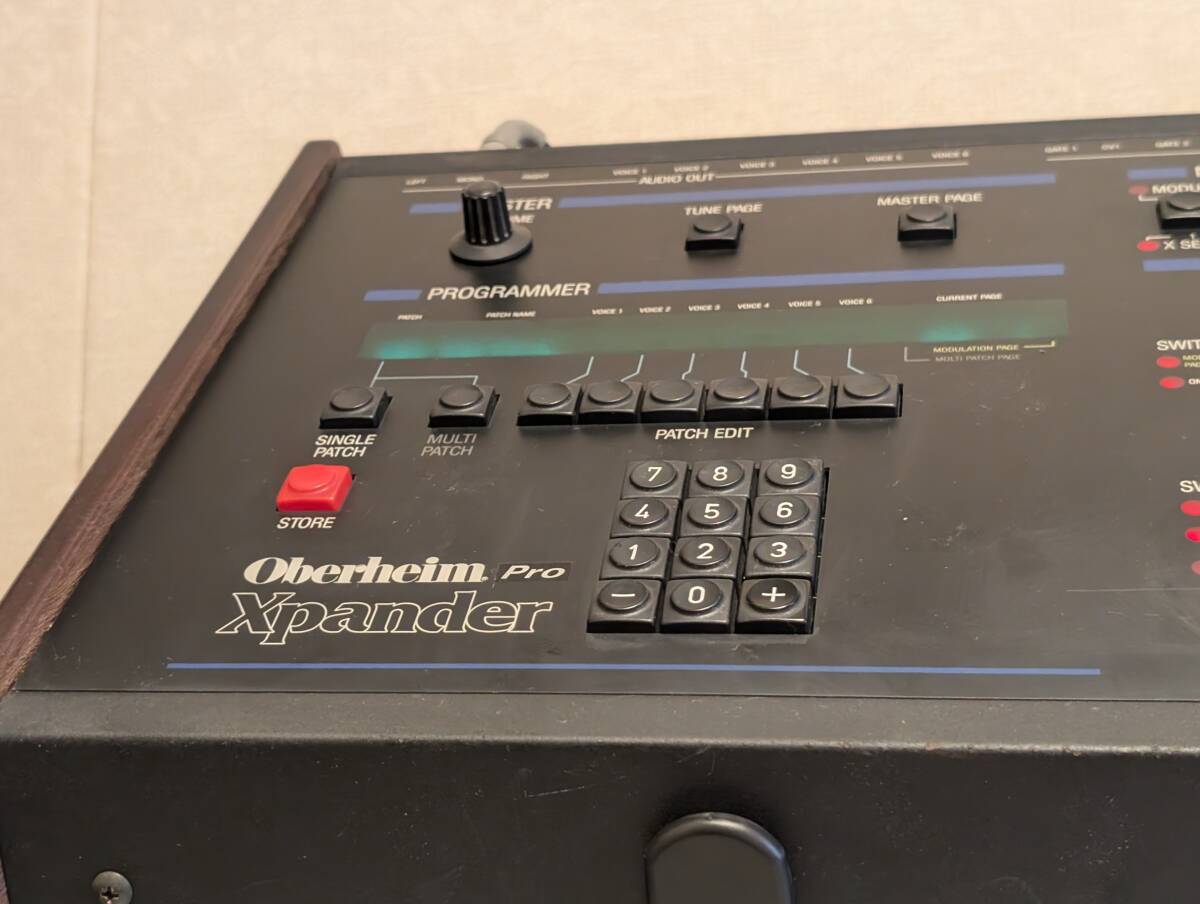 LEFT MONO RIGHT VOICE 1 VOICE 2 VOICE 3 VOICE 4 VOICE 5 VOICE 6 GATE 1 CV1 GATE 2
AUDIO OUT
TUNE PAGE MASTER PAGE
X SE
PROGRAMMER
PATCH PATCH NAME VOICE 1 VOICE 2 VOICE 3 VOICE 4 VOICE 5 VOICE 6 CURRENT PAGE
MODULATION PAGE
MULTI PATCH PAGE
SINGLE PATCH
MULTI PATCH
PATCH EDIT
STORE
7 8 9
4 5 6
1 2 3
− 0 +
Oberheim Pro
Xpander